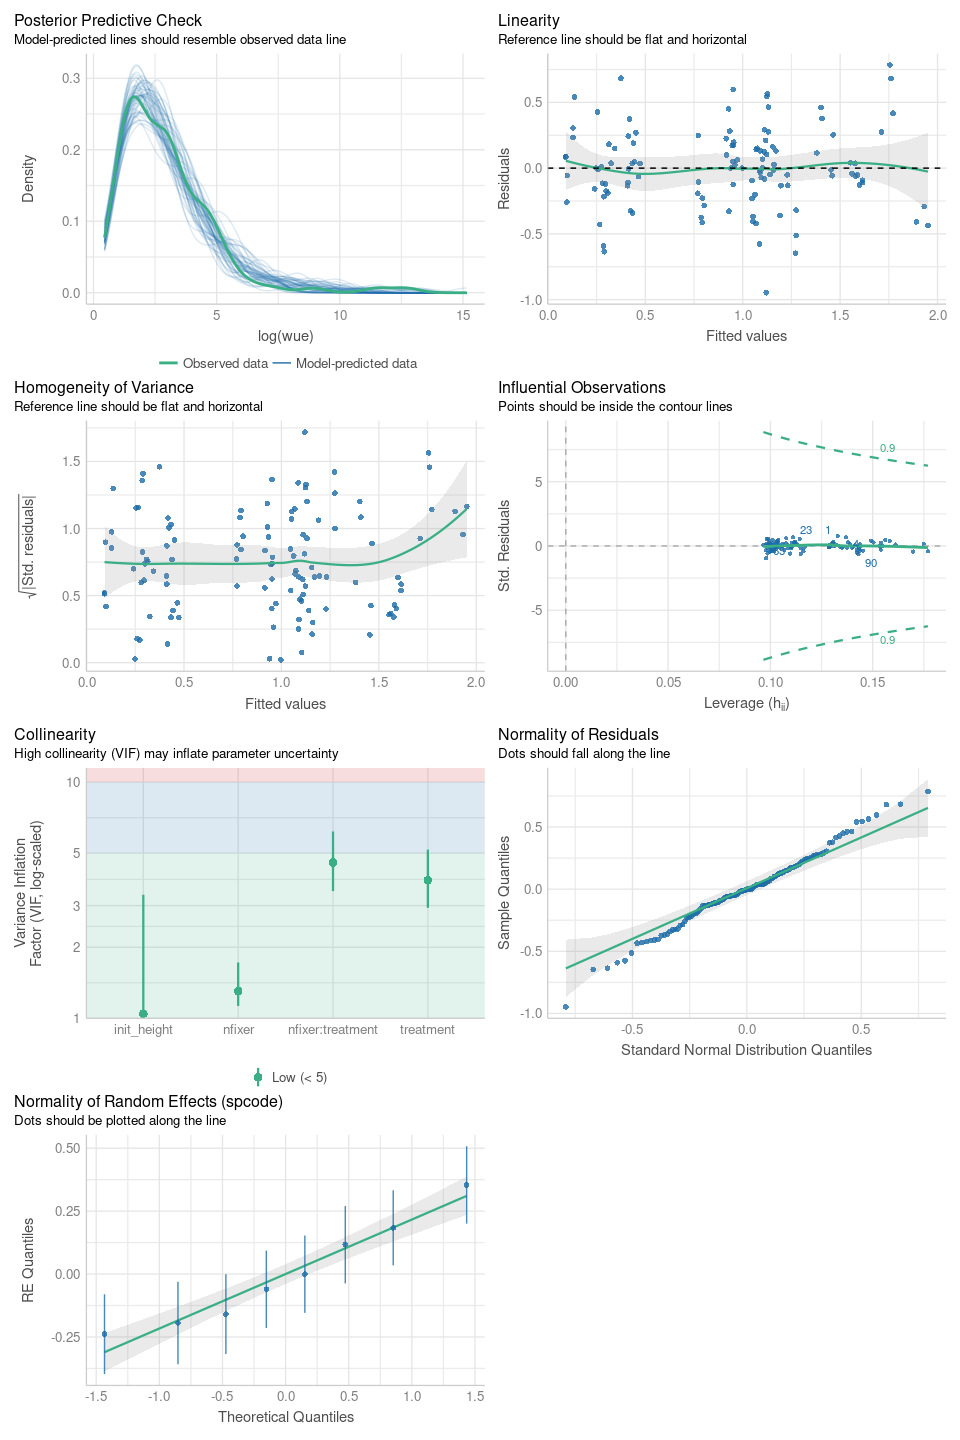 Posterior Predictive Check
Model-predicted lines should resemble observed data line
Density
0.3
0.2
0.1
0.0
0
5
10
15
log(wue)
Observed data
Model-predicted data
Linearity
Reference line should be flat and horizontal
Residuals
0.5
0.0
-0.5
-1.0
0.0
0.5
1.0
1.5
2.0
Fitted values
Homogeneity of Variance
Reference line should be flat and horizontal
√|Std. residuals|
1.5
1.0
0.5
0.0
0.0
0.5
1.0
1.5
2.0
Fitted values
Influential Observations
Points should be inside the contour lines
Std. Residuals
5
0
-5
0.9
23
1
90
0.9
0.00
0.05
0.10
0.15
Leverage (hii)
Collinearity
High collinearity (VIF) may inflate parameter uncertainty
Variance Inflation
Factor (VIF, log-scaled)
10
5
3
2
1
init_height
nfixer
nfixer:treatment
treatment
Low (< 5)
Normality of Residuals
Dots should fall along the line
Sample Quantiles
0.5
0.0
-0.5
-1.0
-0.5
0.0
0.5
Standard Normal Distribution Quantiles
Normality of Random Effects (spcode)
Dots should be plotted along the line
RE Quantiles
0.50
0.25
0.00
-0.25
-1.5
-1.0
-0.5
0.0
0.5
1.0
1.5
Theoretical Quantiles